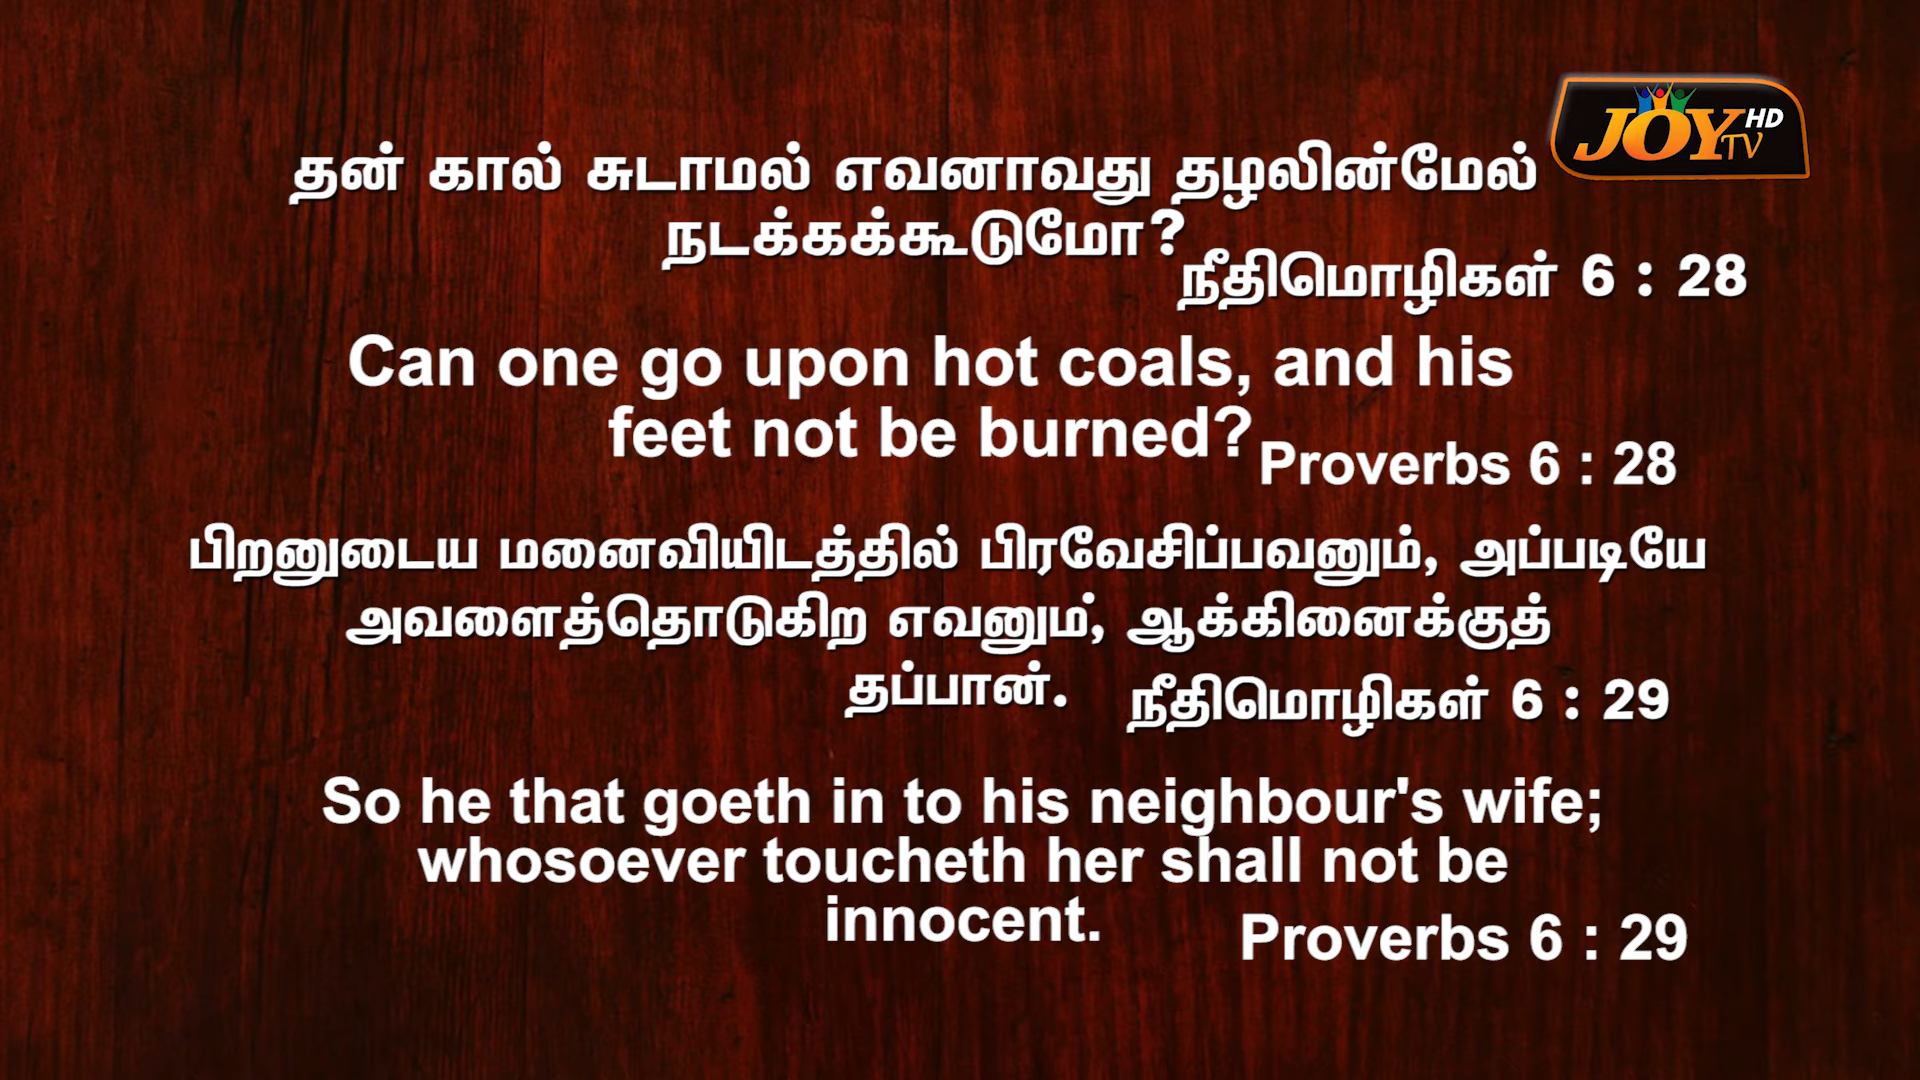 JOY TV HD
தன் கால் சுடாமல் எவனாவது தழலின்மேல்
நடக்கக்கூடுமோ?
நீதிமொழிகள் 6 : 28
Can one go upon hot coals, and his
feet not be burned?
Proverbs 6 : 28
பிறனுடைய மனைவியிடத்தில் பிரவேசிப்பவனும், அப்படியே
அவளைத்தொடுகிற எவனும், ஆக்கினைக்குத்
தப்பான்.
நீதிமொழிகள் 6 : 29
So he that goeth in to his neighbour's wife;
whosoever toucheth her shall not be
innocent.
Proverbs 6 : 29